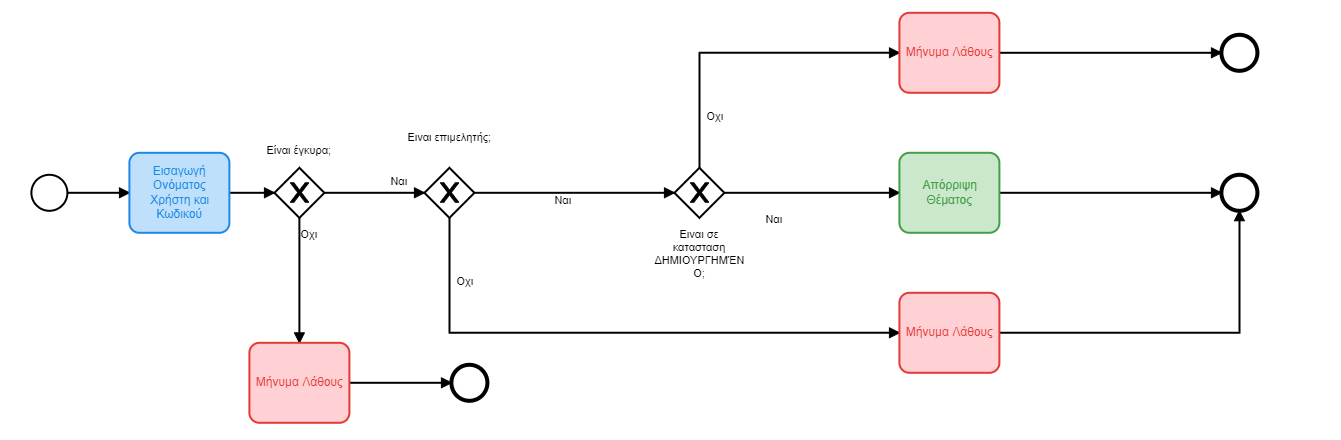 Μήνυμα Λάθους
Οχι
Ειναι επιμελητής;
Είναι έγκυρα;
Εισαγωγή
Ονόματος
Χρήστη και
Κωδικού
Ναι
Ναι
Απόρριψη
Θέματος
Ναι
Οχι
Ειναι σε
κατασταση
ΔΗΜΙΟΥΡΓΗΜΈΝ
Ο;
Οχι
Μήνυμα Λάθους
Μήνυμα Λάθους